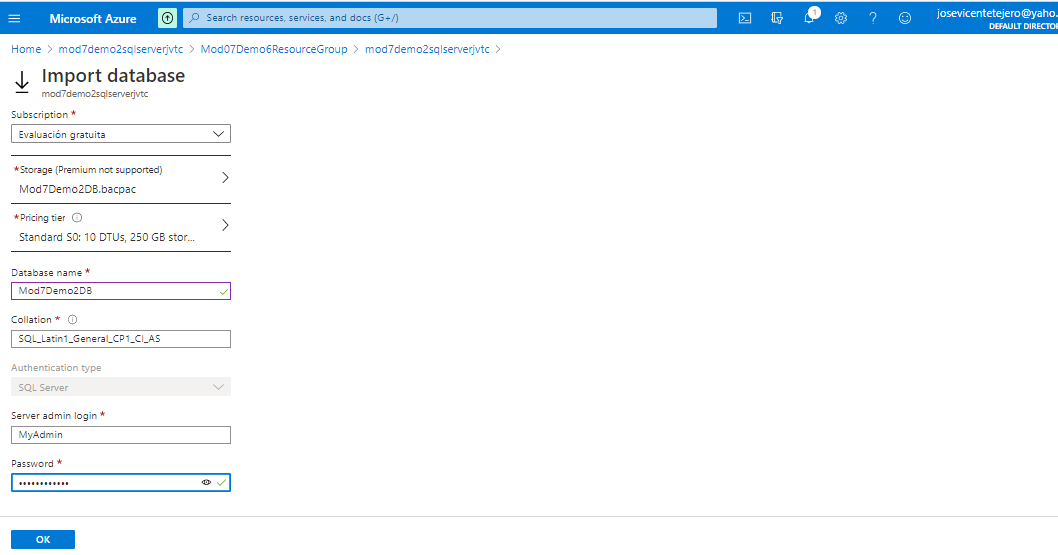 Microsoft Azure
Search resources, services, and docs (G+/)
1
josevicentetejero@yaho.
DEFAULT DIRECTOR
Home > mod7demo2sqlserverjvtc > Mod07Demo6ResourceGroup > mod7demo2sqlserverjvtc >
Import database
mod7demo2sqlserverjvtc
Subscription *
Evaluación gratuita
*Storage (Premium not supported)
Mod7Demo2DB.bacpac
*Pricing tier
Standard S0: 10 DTUs, 250 GB stor...
Database name *
Mod7Demo2DB
Collation *
SQL_Latin1_General_CP1_CI_AS
Authentication type
SQL Server
Server admin login *
MyAdmin
Password *
••••••••••••
OK